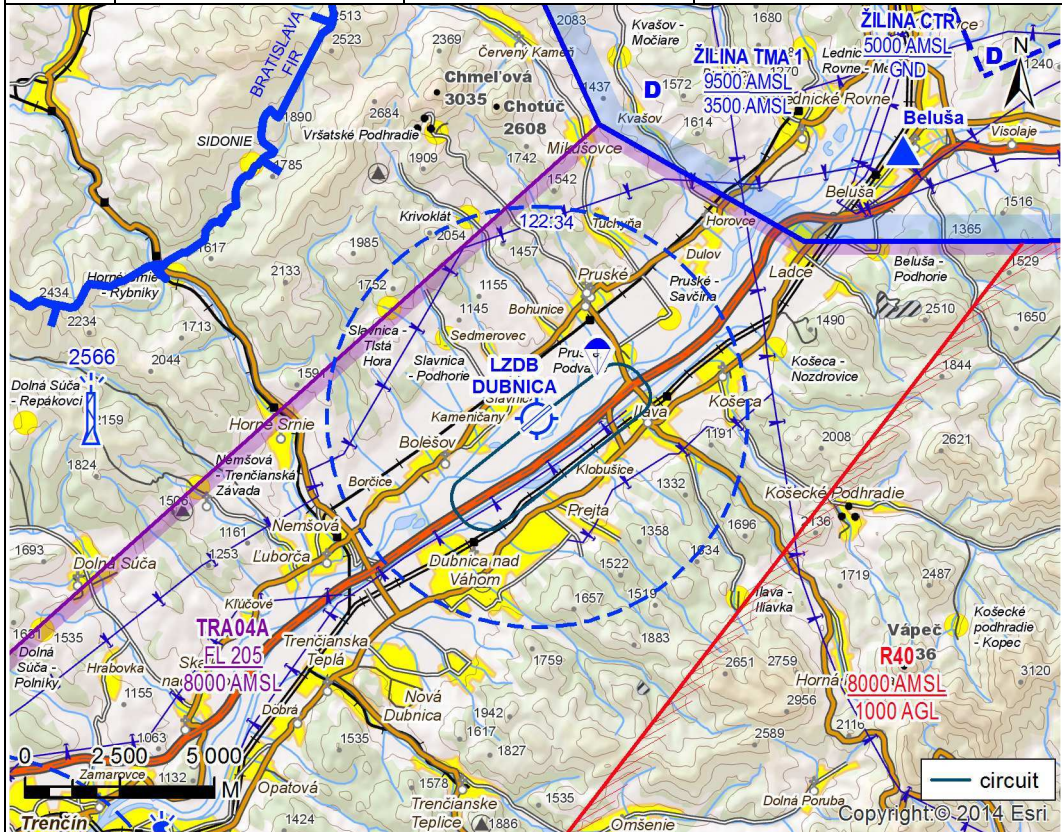 2513
2523
BRATISLAVA
FIR
1890
SIDONIE
1785
2369
Červený Kameň
Chmeľová
3035
Chotúč
2608
2684
Vršatské Podhradie
1909
1742
1542
Mikušovce
2083
1437
Kvašov -
Močiare
D
1572
1614
Kvašov
1680
ŽILINA TMA 1
9500 AMSL
3500 AMSL
ŽILINA CTR
5000 AMSL
GND
D
1240
N
Beluša
Visolaje
Beluša
1516
1365
Beluša -
Podhorie
1529
2510
1650
1617
Horné Srnie
- Rybníky
2434
2234
1713
2044
2133
1985
Krivoklát
2054
1457
122:34
Tuchyňa
Horovce
Dulov
Ladce
1752
1155
1145
Pruské
Bohunice
Pruské -
Savčina
Sedmerovec
Slavnica -
Tlstá
Hora
Slavnica
- Podhorie
1490
1844
Košeca -
Nozdrovice
LZDB
DUBNICA
Kameničany
Bolešov
Borčice
2566
Dolná Súča
- Repákovci
2159
1824
Horné Srnie
Nemšová
- Trenčianska
Závada
1161
1253
Nemšová
Ľuborča
1693
Dolná Súča
Kľúčové
Košeca
Ilava
1191
2008
2621
Klobušice
1332
Prejta
1358
Košecké Podhradie
2136
1696
1634
1522
1519
1657
1719
2487
Dubnica nad
Váhom
Ilava -
Iliavka
1883
Košecké
podhradie
- Kopec
TRA04A
FL 205
8000 AMSL
1535
Dolná
Súča -
Polníky
Hrabovka
1155
1063
Trenčianska
Teplá
Dobrá
1759
Nová
Dubnica
1942
1617
1827
1535
2651
2759
2956
Vápeč
R40
8000 AMSL
1000 AGL
3120
2116
2589
0
2 500
5 000
M
Zamarovce
1132
Trenčín
Opatová
1424
1578
Trenčianske
Teplice
1886
1535
Omšenie
Dolná Poruba
circuit
Copyright:© 2014 Esri